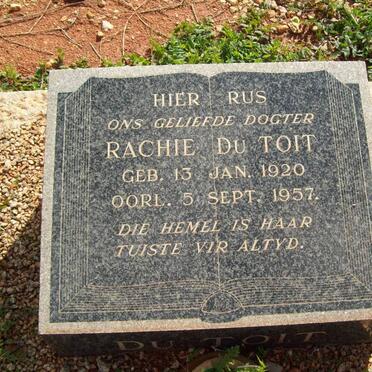 HIER RUS
ONS GELIEFDE DOGTER
RACHIE DU TOIT
GEB. 13 JAN. 1920
OORL. 5 SEPT. 1957.
DIE HEMEL IS HAAR
TUISTE VIR ALTYD.
DU TOIT